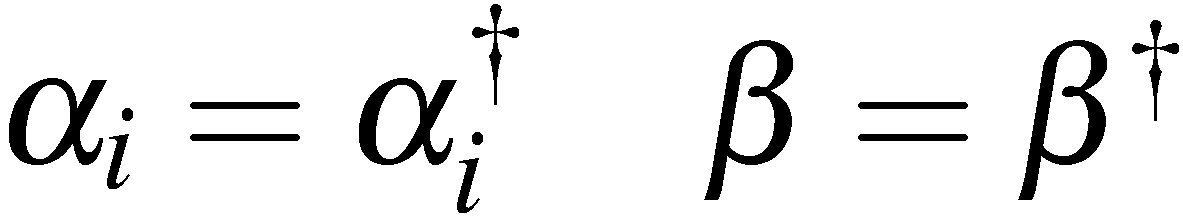 αᵢ = αᵢ† β = β†